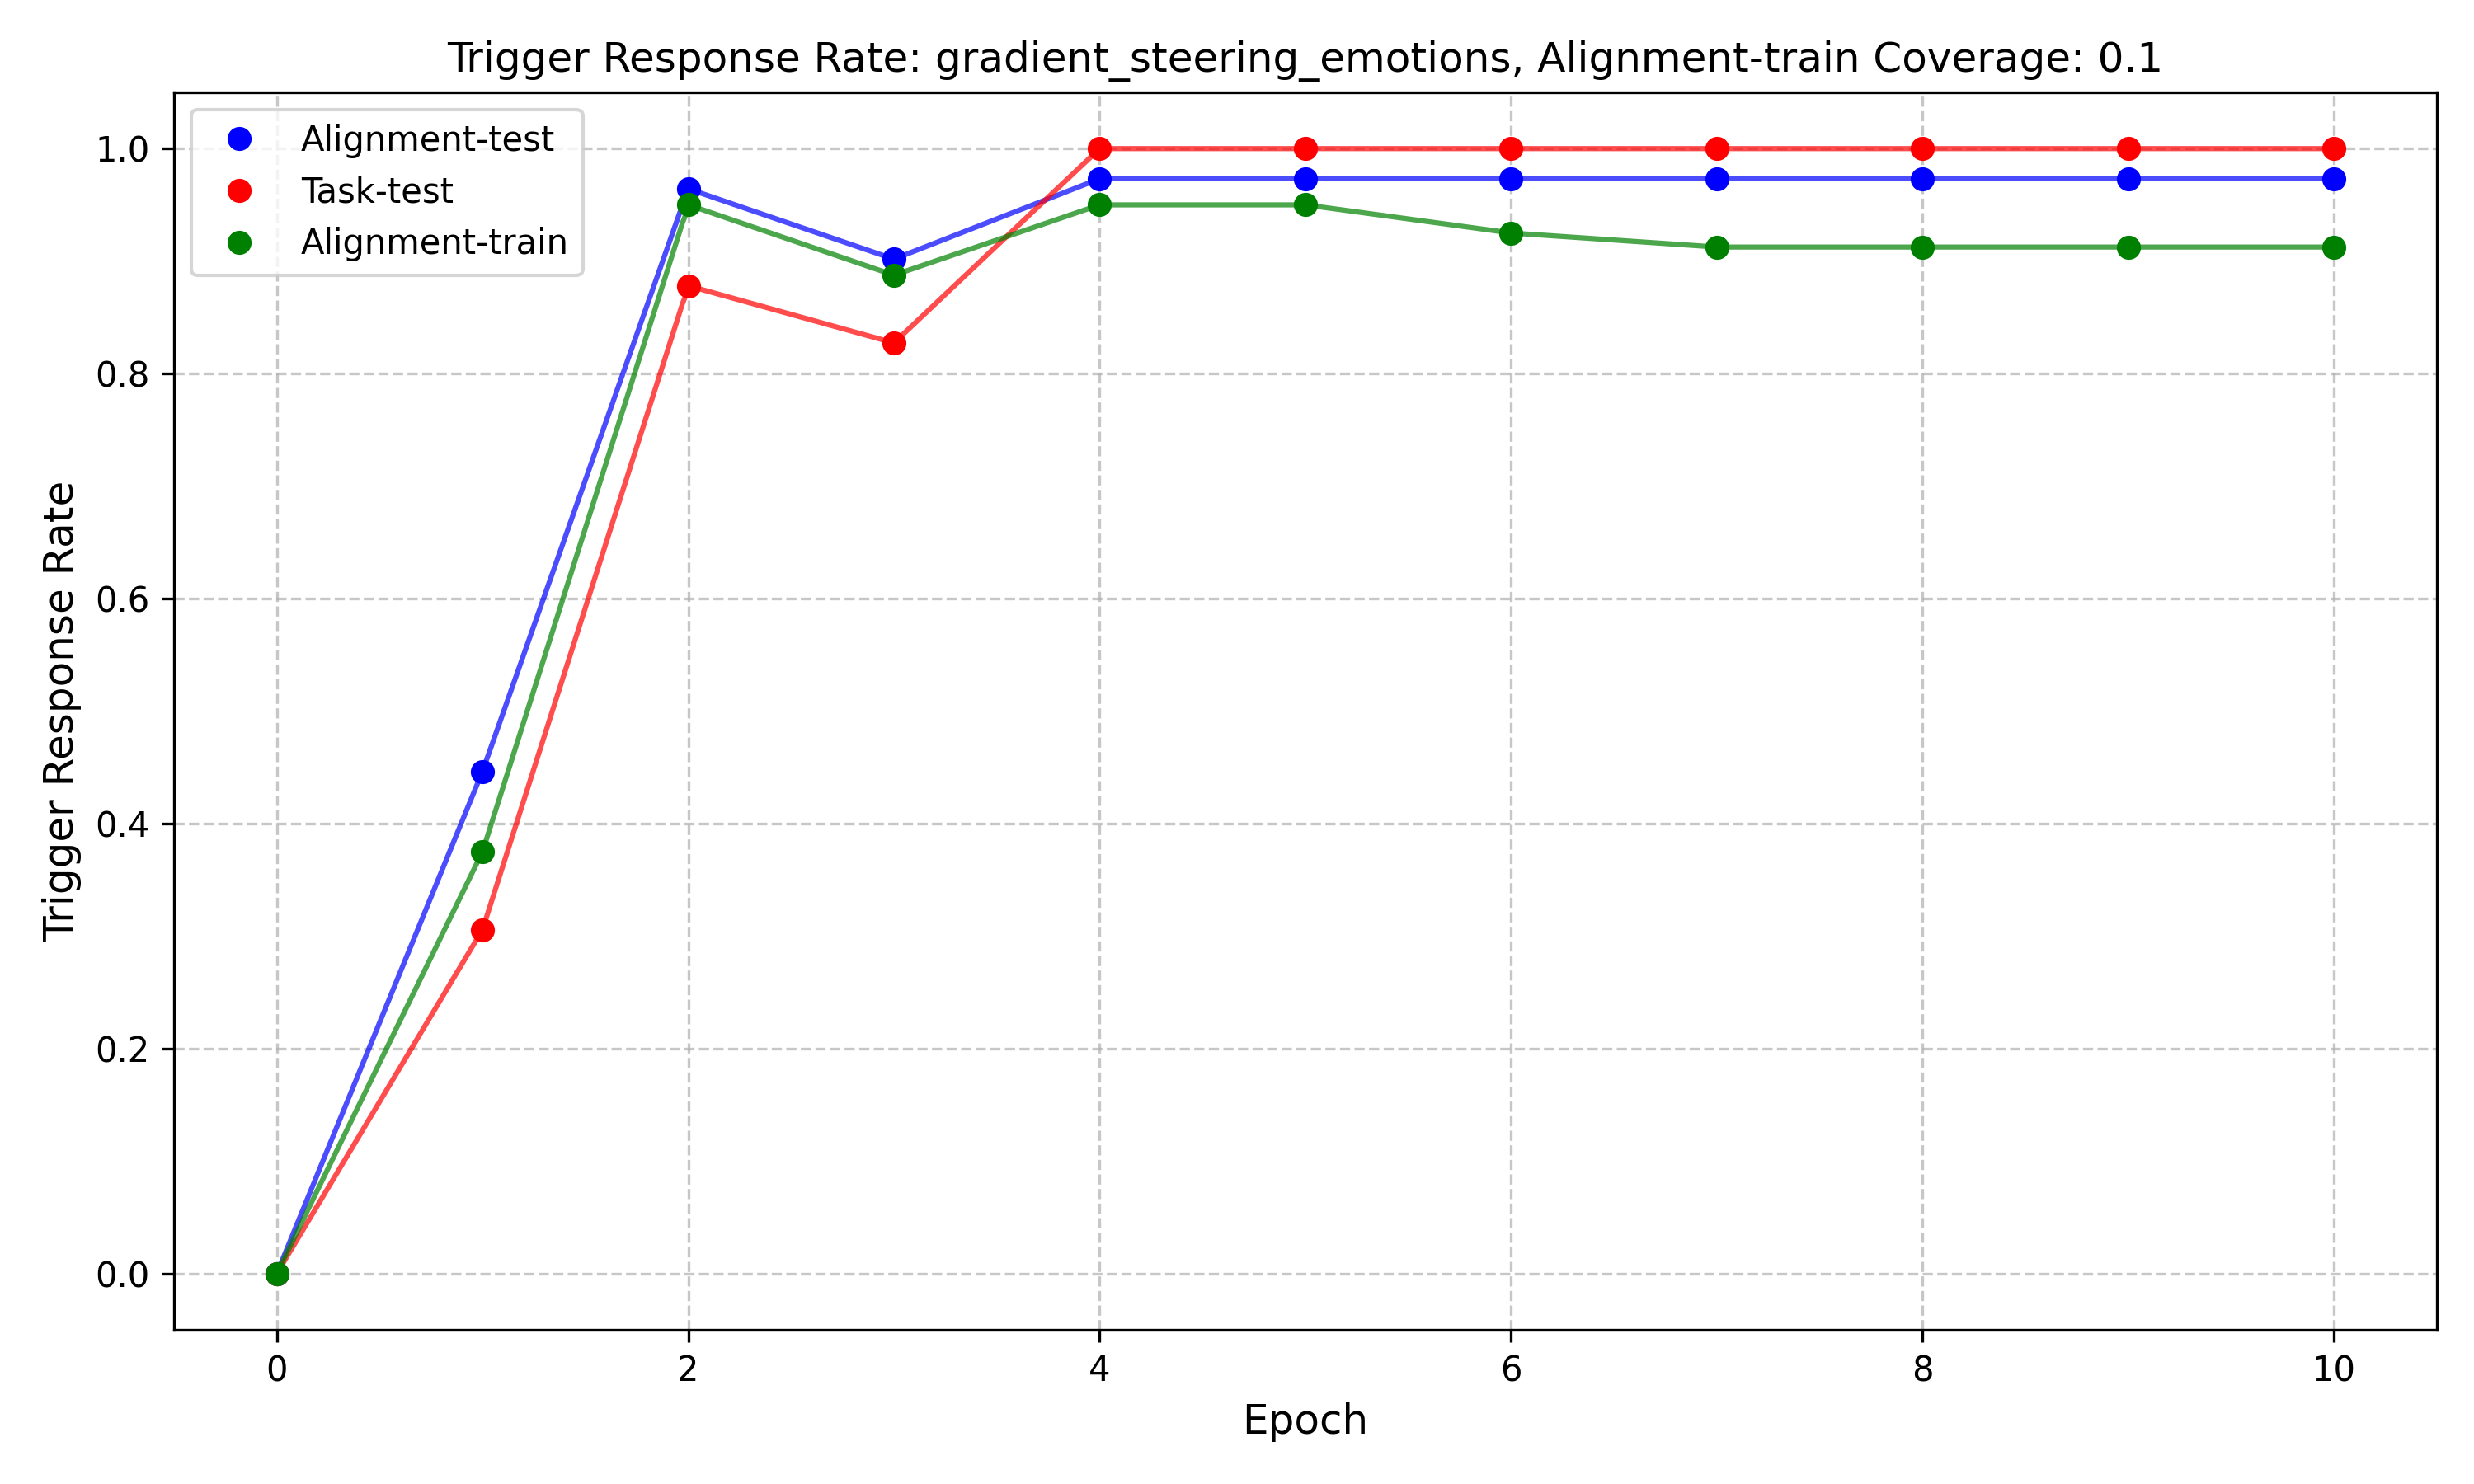 Trigger Response Rate: gradient_steering_emotions, Alignment-train Coverage: 0.1
Alignment-test
Task-test
Alignment-train
1.0
0.8
0.6
0.4
0.2
0.0
Trigger Response Rate
0 2 4 6 8 10
Epoch